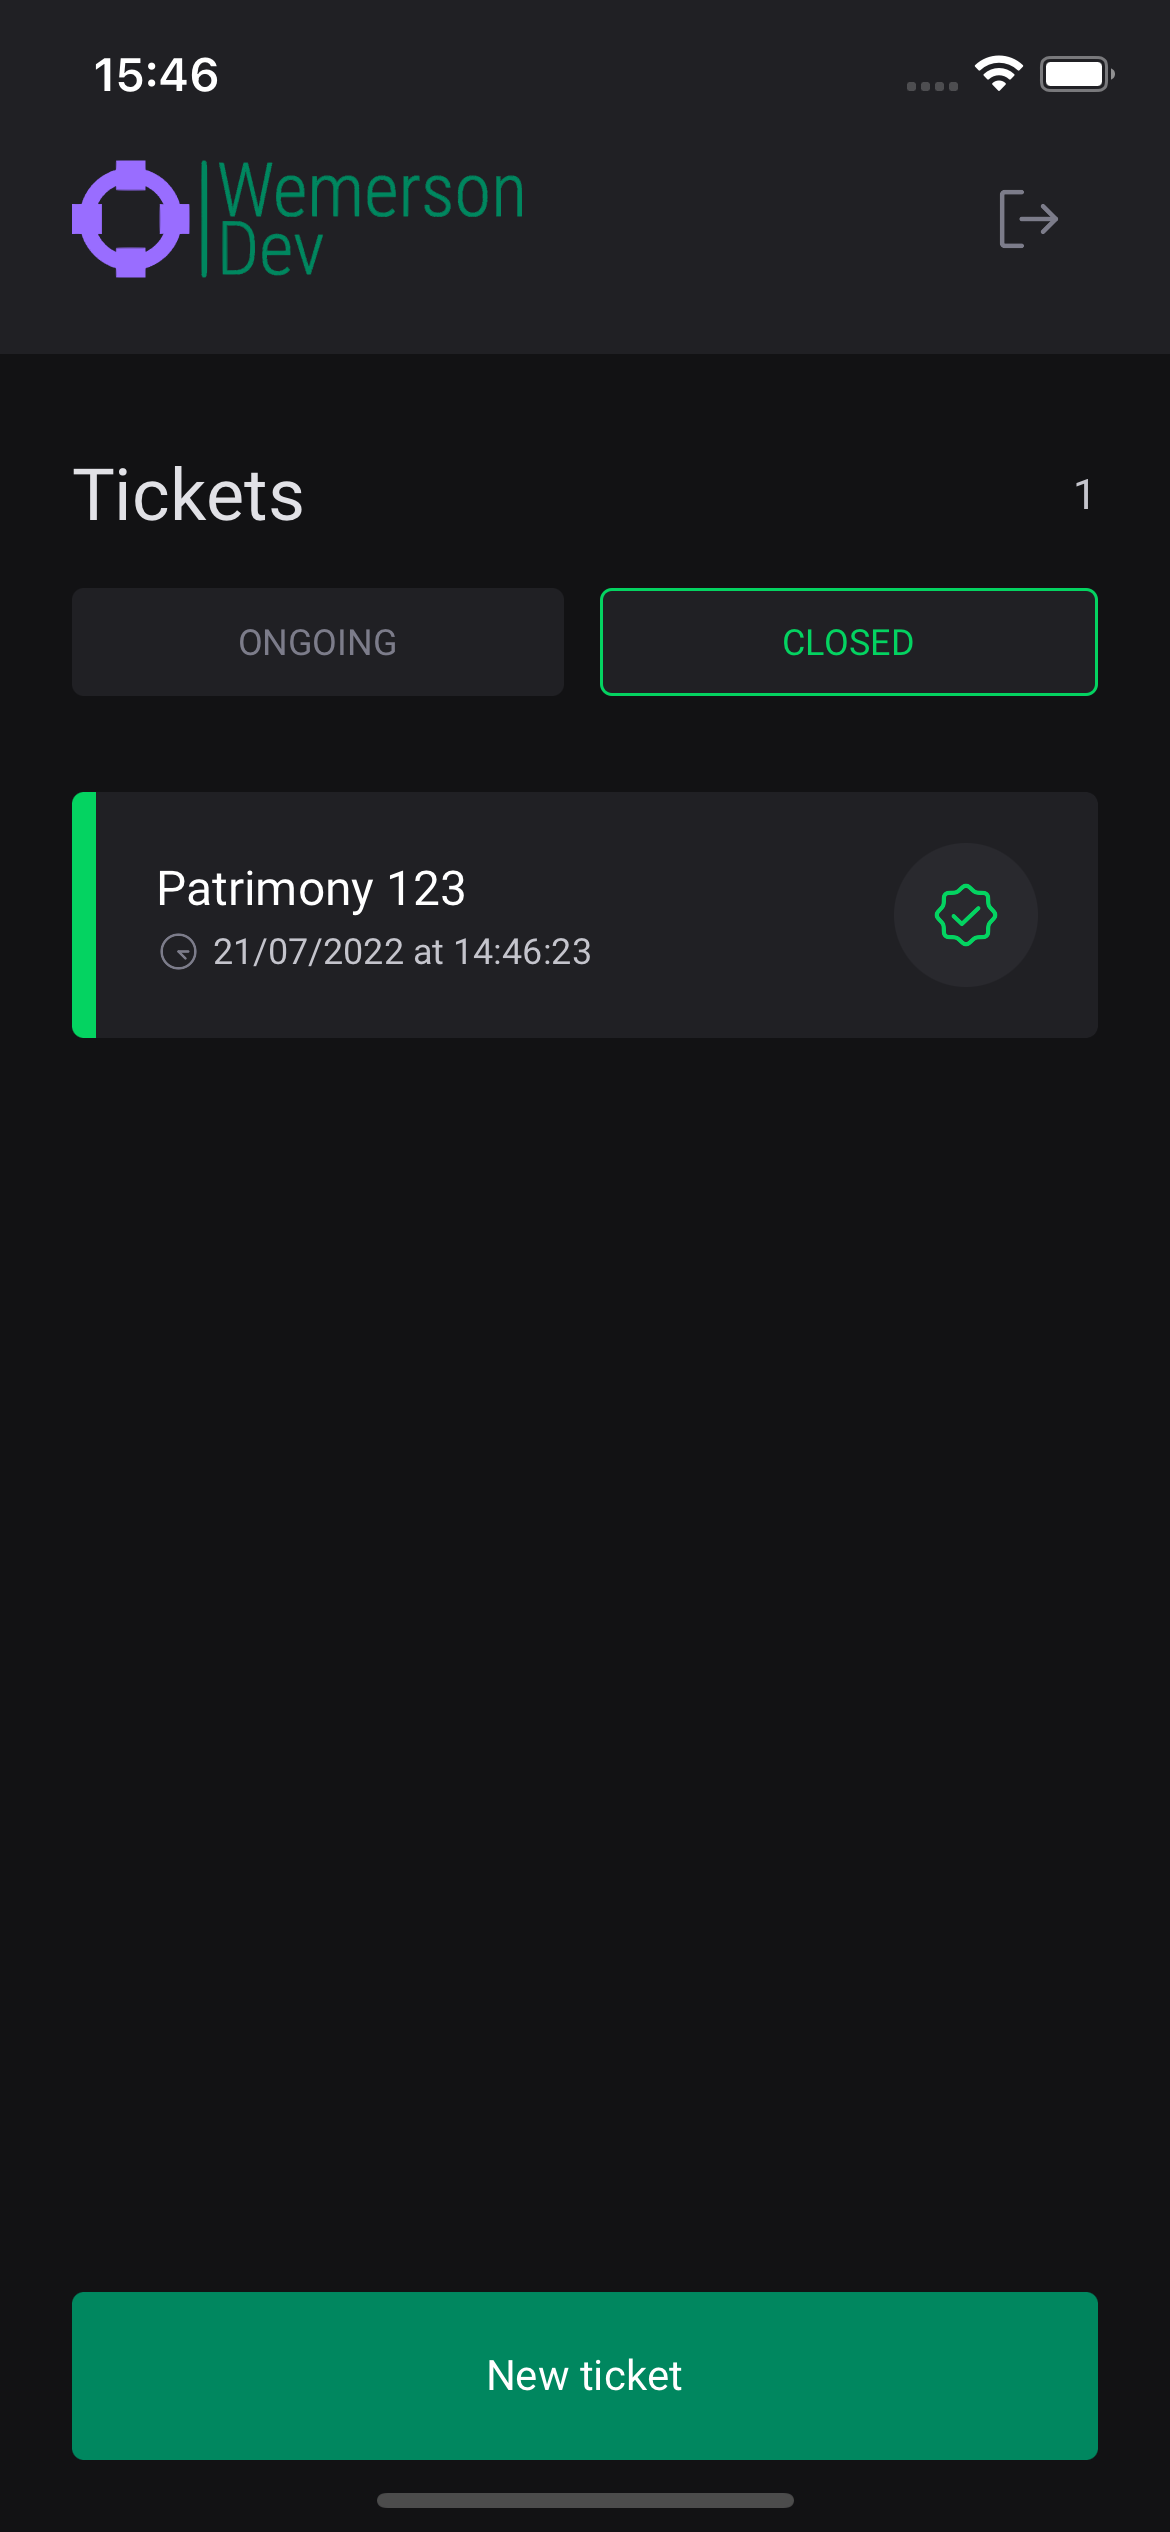 15:46
Wemerson
Dev
Tickets
1
ONGOING
CLOSED
Patrimony 123
21/07/2022 at 14:46:23
New ticket